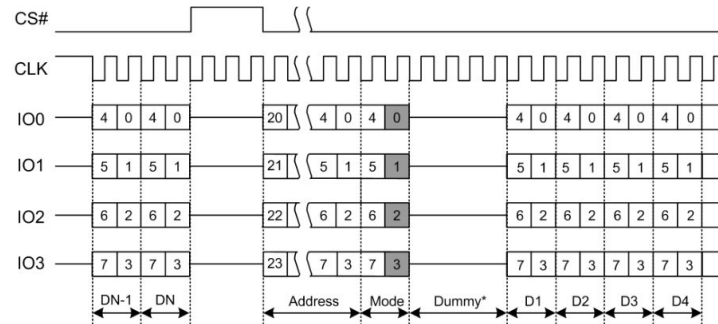 CS#
CLK
IO0 4 0 4 0 20 4 0 4 0 4 0 4 0 4 0 4 0
IO1 5 1 5 1 21 5 1 5 1 5 1 5 1 5 1 5 1
IO2 6 2 6 2 22 6 2 6 2 6 2 6 2 6 2 6 2
IO3 7 3 7 3 23 7 3 7 3 7 3 7 3 7 3 7 3
DN-1 DN Address Mode Dummy* D1 D2 D3 D4